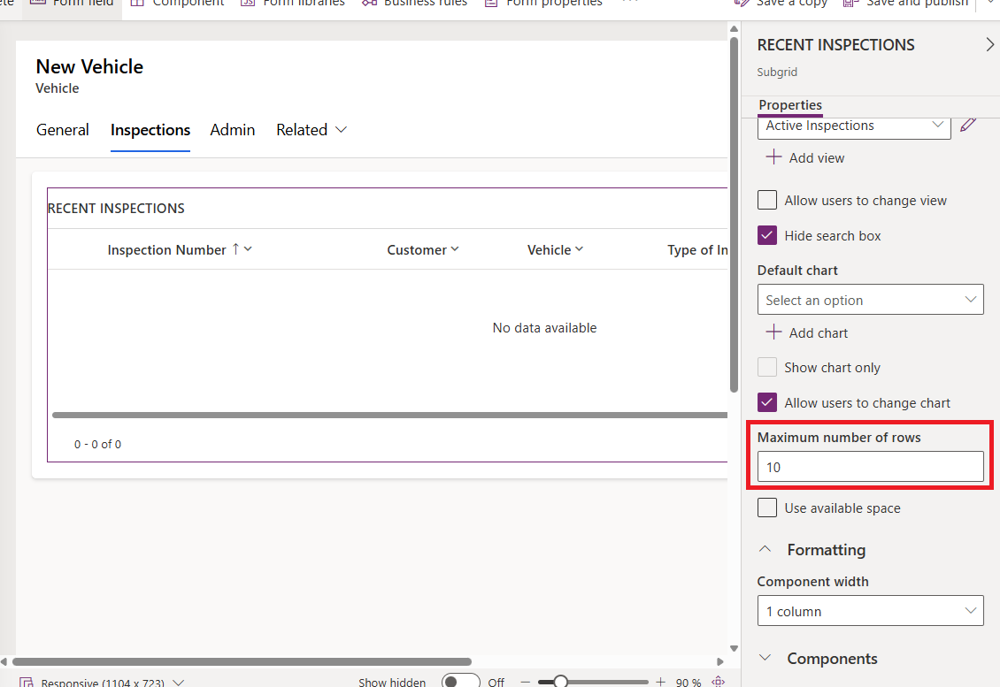 Form field Component Form libraries Business rules Form properties Save a copy Save and publish
New Vehicle
Vehicle
General Inspections Admin Related
RECENT INSPECTIONS
Inspection Number Customer Vehicle Type of In
No data available
0 - 0 of 0
Responsive (1104 x 723) Show hidden Off 90 %
RECENT INSPECTIONS
Subgrid
Properties
Active Inspections
Add view
Allow users to change view
Hide search box
Default chart
Select an option
Add chart
Show chart only
Allow users to change chart
Maximum number of rows
10
Use available space
Formatting
Component width
1 column
Components